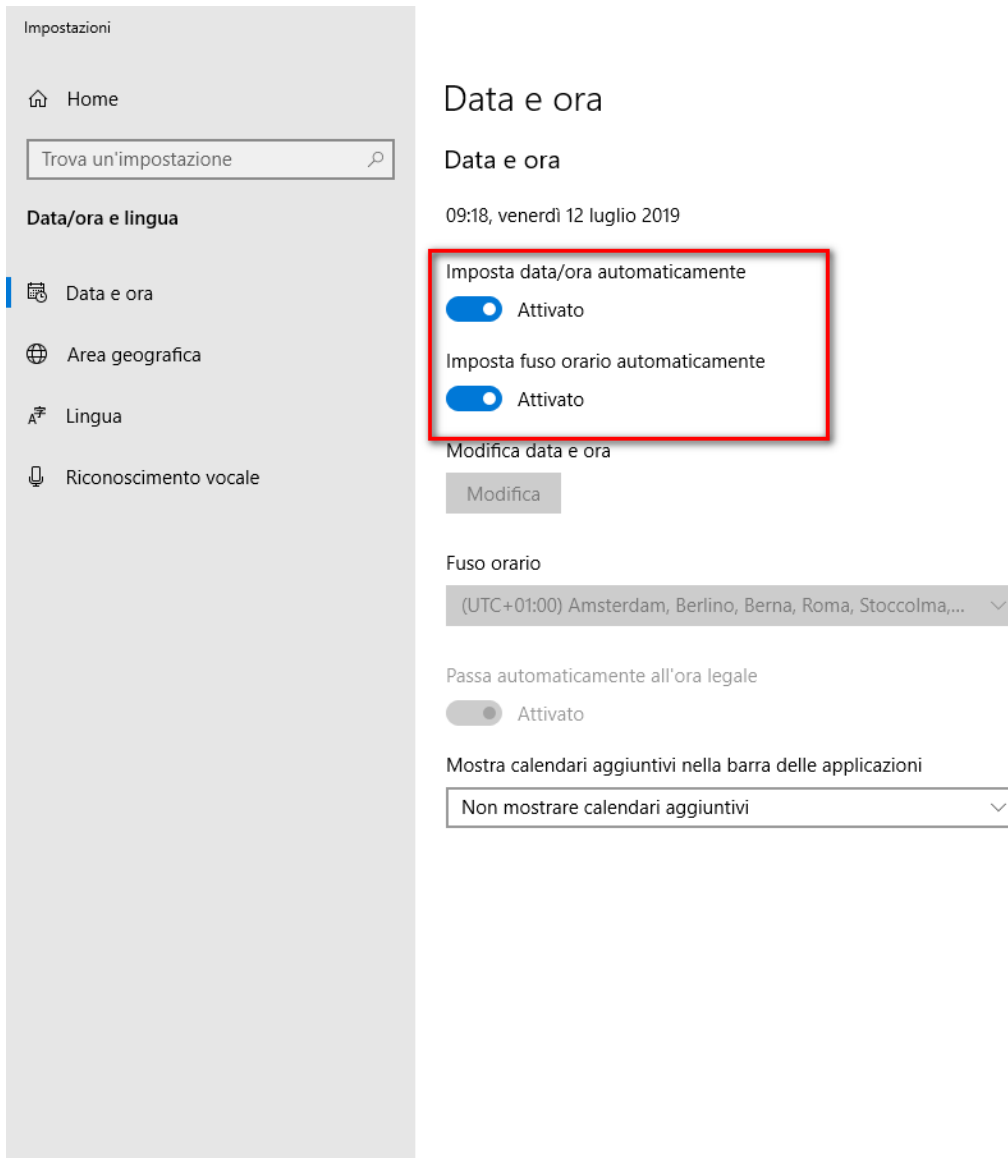 Impostazioni
Home
Trova un'impostazione
Data/ora e lingua
Data e ora
Area geografica
Lingua
Riconoscimento vocale
Data e ora
Data e ora
09:18, venerdì 12 luglio 2019
Imposta data/ora automaticamente
Attivato
Imposta fuso orario automaticamente
Attivato
Modifica data e ora
Modifica
Fuso orario
(UTC+01:00) Amsterdam, Berlino, Berna, Roma, Stoccolma,...
Passa automaticamente all'ora legale
Attivato
Mostra calendari aggiuntivi nella barra delle applicazioni
Non mostrare calendari aggiuntivi